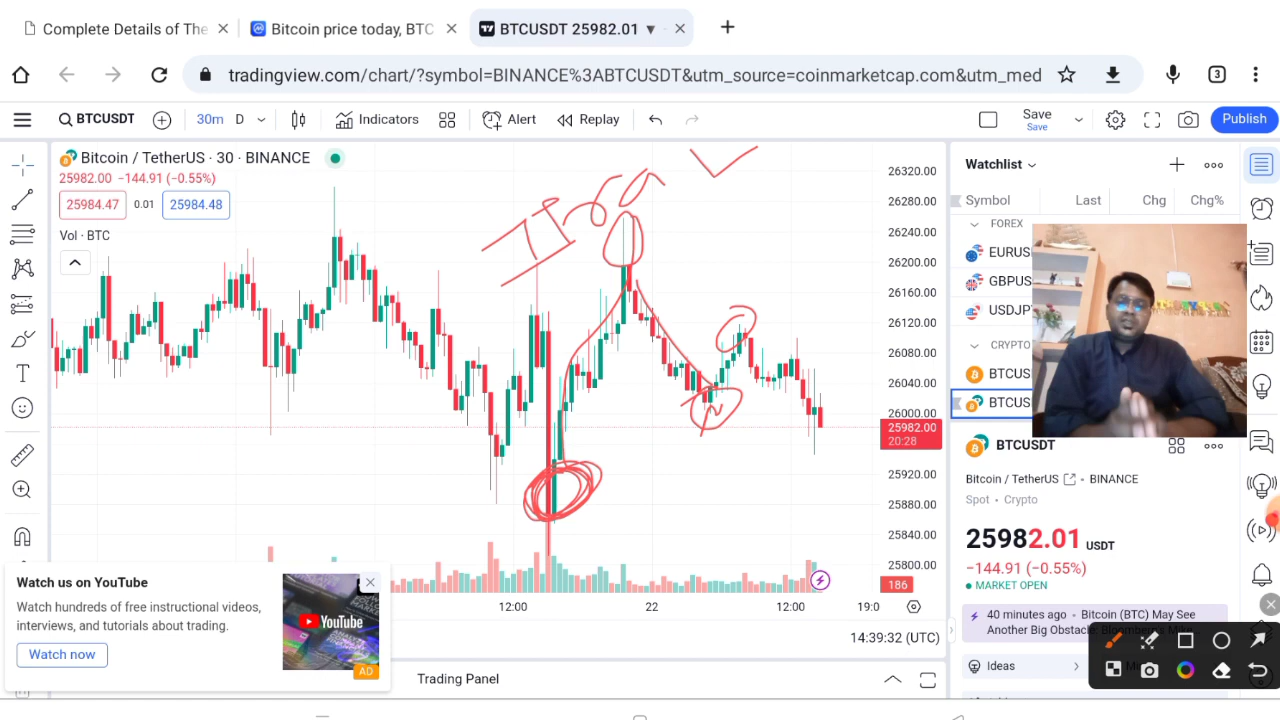 Complete Details of The
Bitcoin price today, BTC
BTCUSDT 25982.01 ▼
tradingview.com/chart/?symbol=BINANCE%3ABTCUSDT&utm_source=coinmarketcap.com&utm_med
3
BTCUSDT
30m D
Indicators
Alert
Replay
Save
Save
Publish
Bitcoin / TetherUS · 30 · BINANCE
25982.00 −144.91 (−0.55%)
25984.47 0.01 25984.48
Vol · BTC
26320.00
26280.00
26240.00
26200.00
26160.00
26120.00
26080.00
26040.00
26000.00
25982.00
20:28
25920.00
25880.00
25840.00
25800.00
186
12:00 22 12:00 19:0
14:39:32 (UTC)
Trading Panel
Watch us on YouTube
Watch hundreds of free instructional videos, interviews, and tutorials about trading.
Watch now
YouTube
AD
Watchlist
Symbol Last Chg Chg%
FOREX
EURUS
GBPUS
USDJP
CRYPTO
BTCUS
BTCUS
BTCUSDT
Bitcoin / TetherUS · BINANCE
Spot · Crypto
25982.01 USDT
−144.91 (−0.55%)
MARKET OPEN
40 minutes ago · Bitcoin (BTC) May See
Another Big Obstacle: Bloomberg's Mike
Ideas